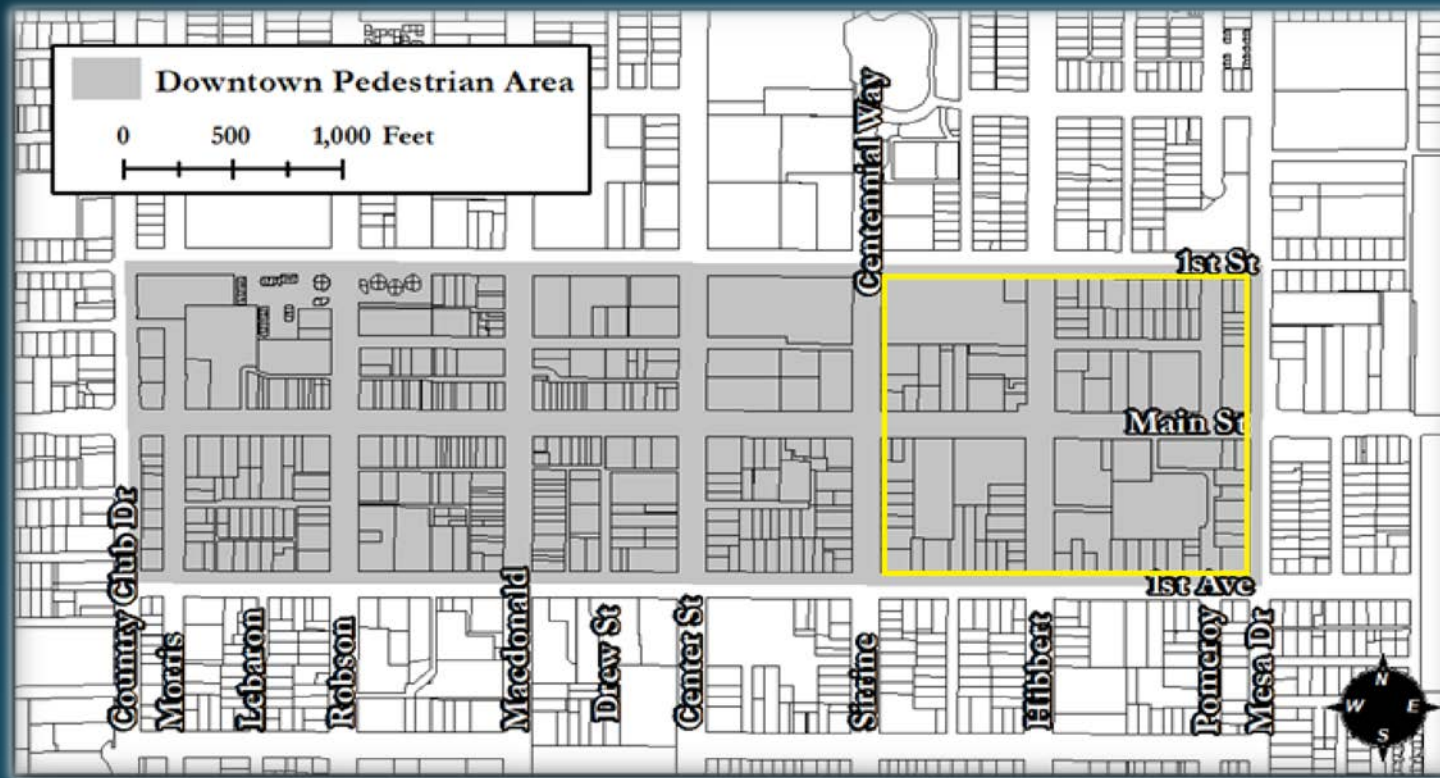 Downtown Pedestrian Area
0 500 1,000 Feet
Centennial Way
1st St
Main St
1st Ave
Country Club Dr
Morris
Lebaron
Robson
Macdonald
Drew St
Center St
Sirrine
Hibbert
Pomeroy
Mesa Dr
N
W E
S